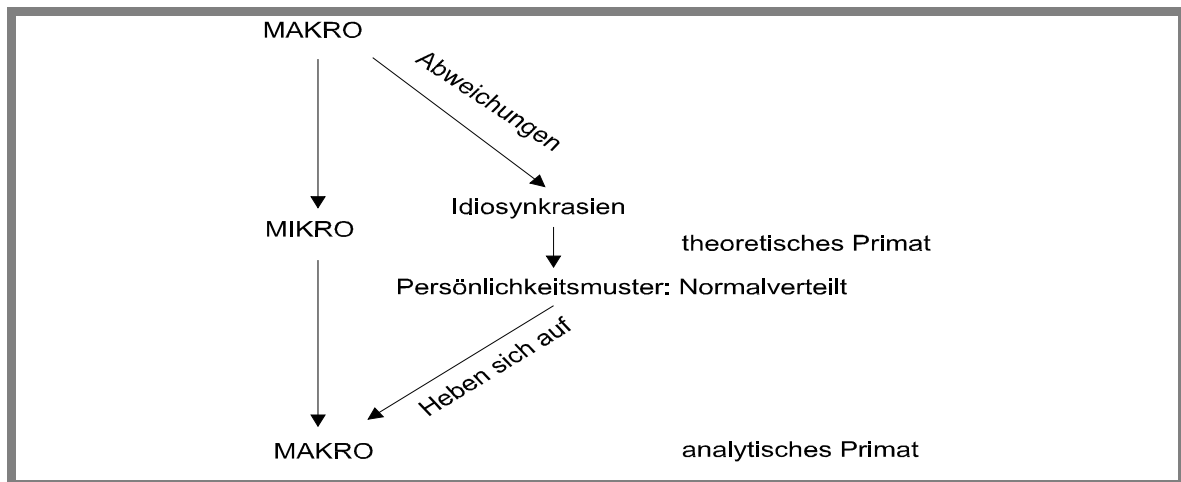 MAKRO
Abweichungen
Idiosynkrasien
MIKRO
theoretisches Primat
Persönlichkeitsmuster: Normalverteilt
Heben sich auf
MAKRO
analytisches Primat